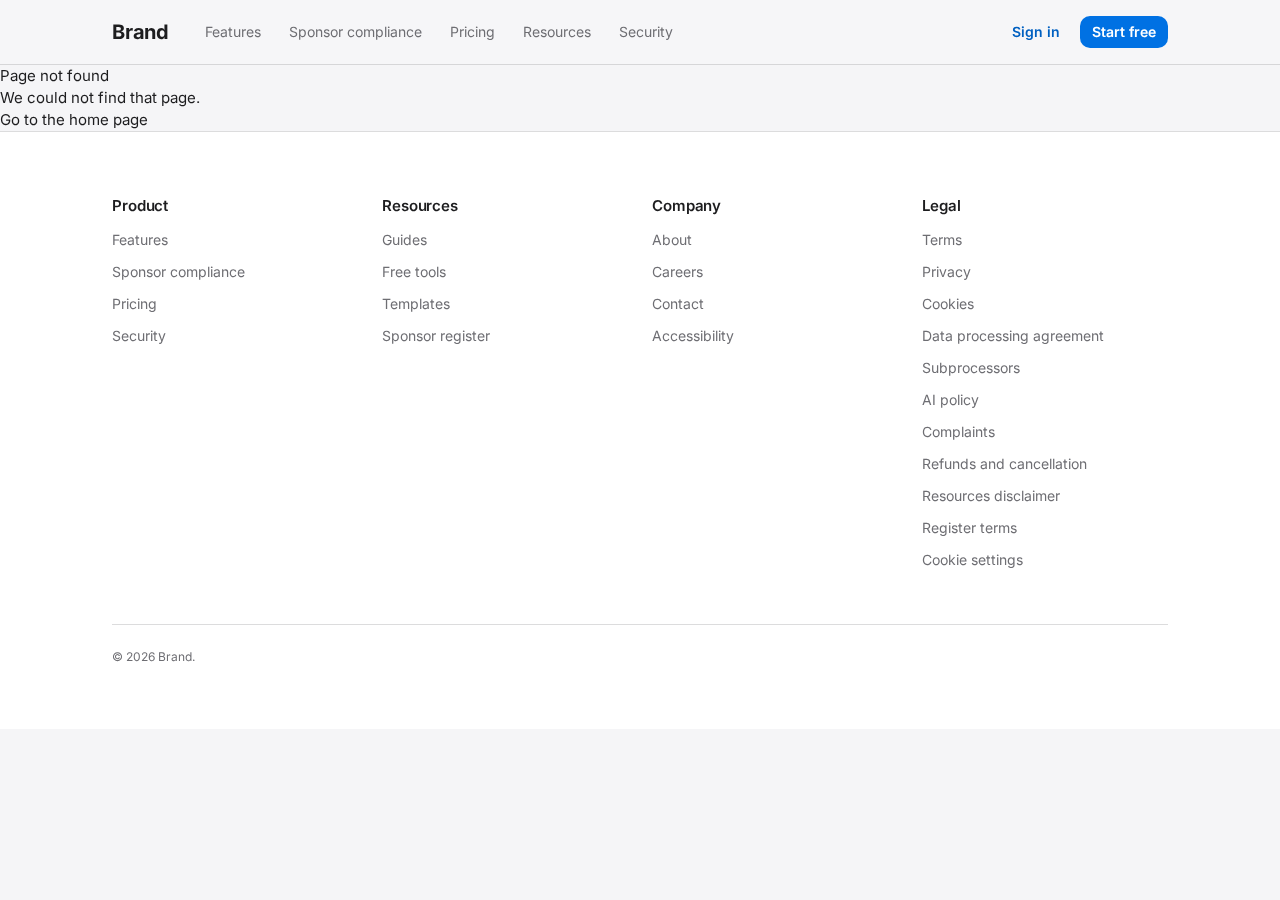 Brand
Features
Sponsor compliance
Pricing
Resources
Security
Sign in
Start free
Page not found
We could not find that page.
Go to the home page
Product
Features
Sponsor compliance
Pricing
Security
Resources
Guides
Free tools
Templates
Sponsor register
Company
About
Careers
Contact
Accessibility
Legal
Terms
Privacy
Cookies
Data processing agreement
Subprocessors
AI policy
Complaints
Refunds and cancellation
Resources disclaimer
Register terms
Cookie settings
© 2026 Brand.